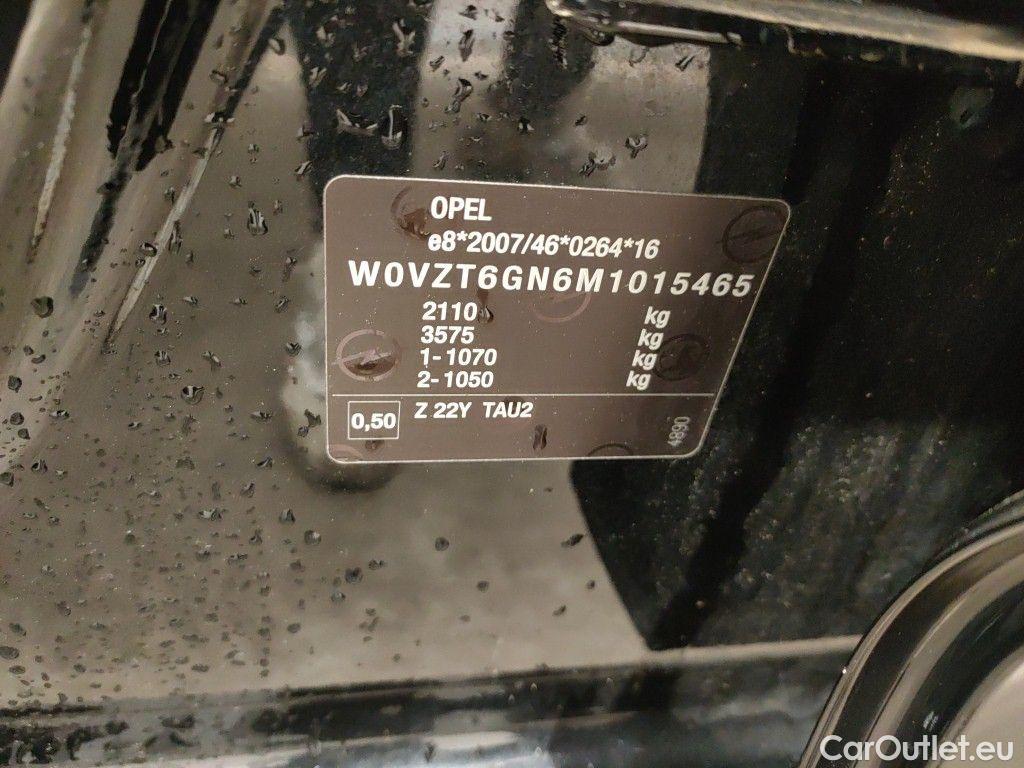 OPEL
e8*2007/46*0264*16
W0VZT6GN6M1015465
2110 kg
3575 kg
1-1070 kg
2-1050 kg
0,50 Z 22Y TAU2
4890
CarOutlet.eu